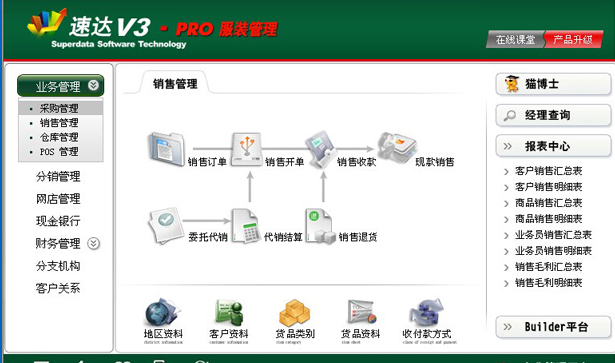 速达V3 - PRO 服装管理
Superdata Software Technology
在线课堂 产品升级
业务管理
采购管理
销售管理
仓库管理
POS 管理
分销管理
网店管理
现金银行
财务管理
分支机构
客户关系
销售管理
销售订单 销售开单 销售收款 现款销售
委托代销 代销结算 销售退货
地区资料 客户资料 货品类别 货品资料 收付款方式
猫博士
经理查询
报表中心
客户销售汇总表
客户销售明细表
商品销售汇总表
商品销售明细表
业务员销售汇总表
业务员销售明细表
销售毛利汇总表
销售毛利明细表
Builder平台